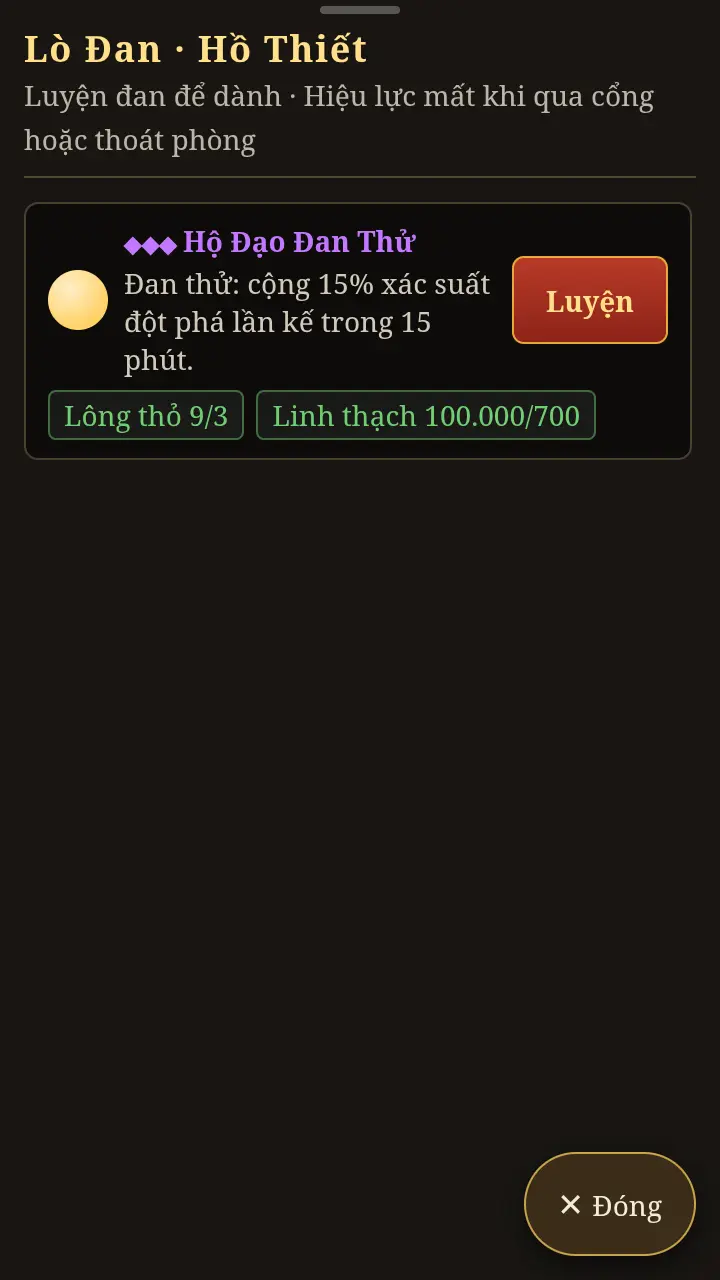 Lò Đan · Hồ Thiết
Luyện đan để dành · Hiệu lực mất khi qua cổng
hoặc thoát phòng
◆◆◆ Hộ Đạo Đan Thử
Đan thử: cộng 15% xác suất
đột phá lần kế trong 15
phút.
Luyện
Lông thỏ 9/3
Linh thạch 100.000/700
✕ Đóng